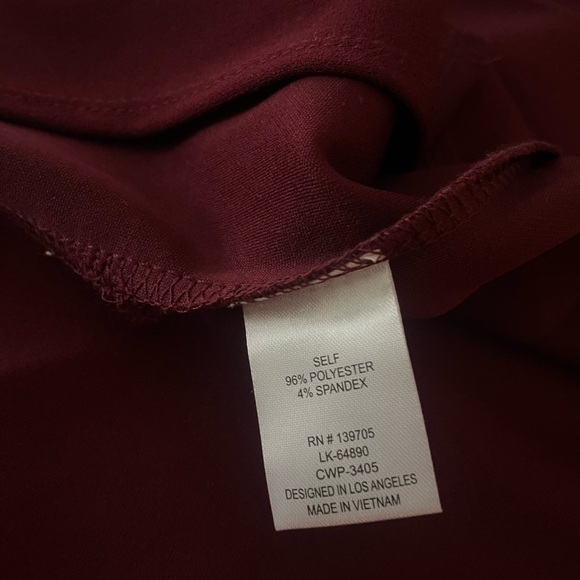 SELF
96% POLYESTER
4% SPANDEX
RN # 139705
LK-64890
CWP-3405
DESIGNED IN LOS ANGELES
MADE IN VIETNAM